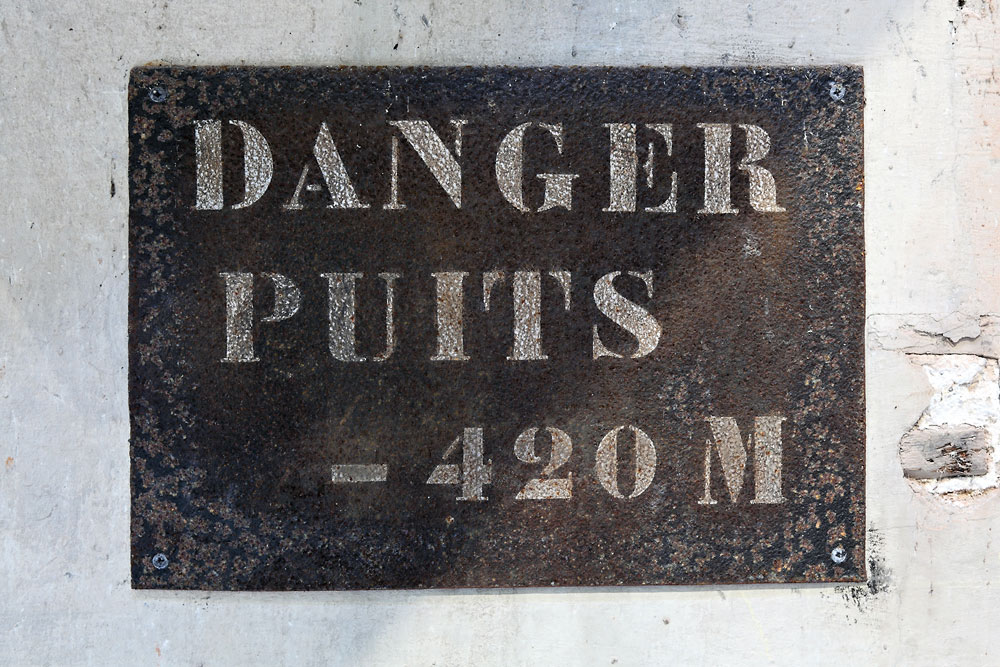 DANGER
PUITS
- 420 M